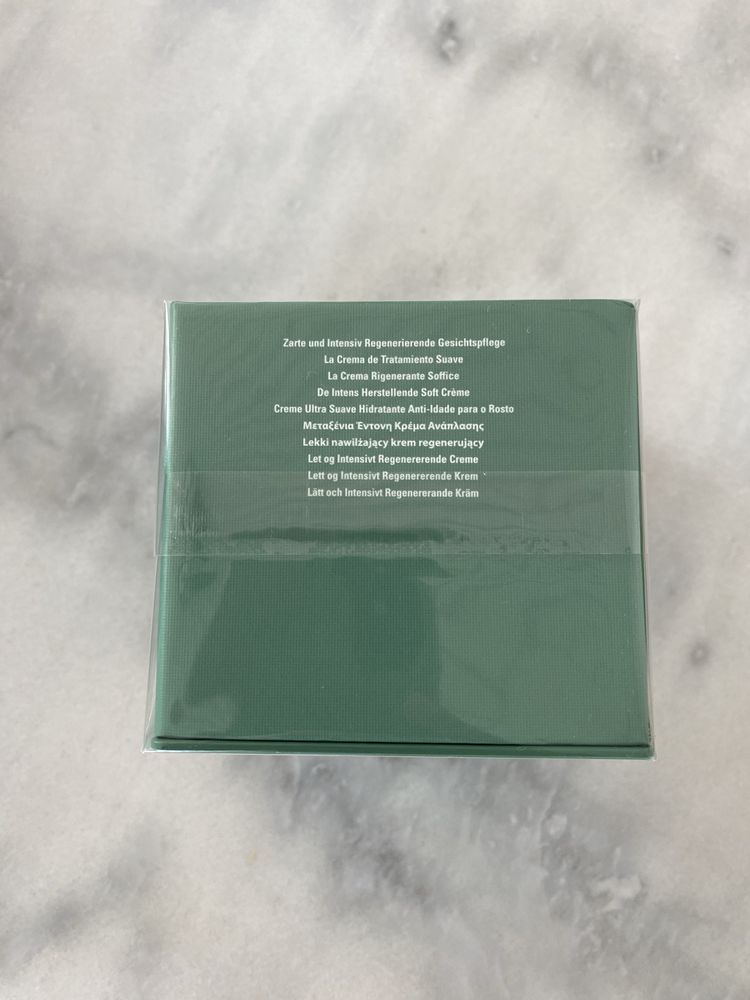 Zarte und Intensiv Regenerierende Gesichtspflege
La Crema de Tratamiento Suave
La Crema Rigenerante Soffice
De Intens Herstellende Soft Crème
Creme Ultra Suave Hidratante Anti-Idade para o Rosto
Μεταξένια Έντονη Κρέμα Ανάπλασης
Lekki nawilżający krem regenerujący
Let og Intensivt Regenererende Creme
Lett og Intensivt Regenererende Krem
Lätt och Intensivt Regenererande Kräm